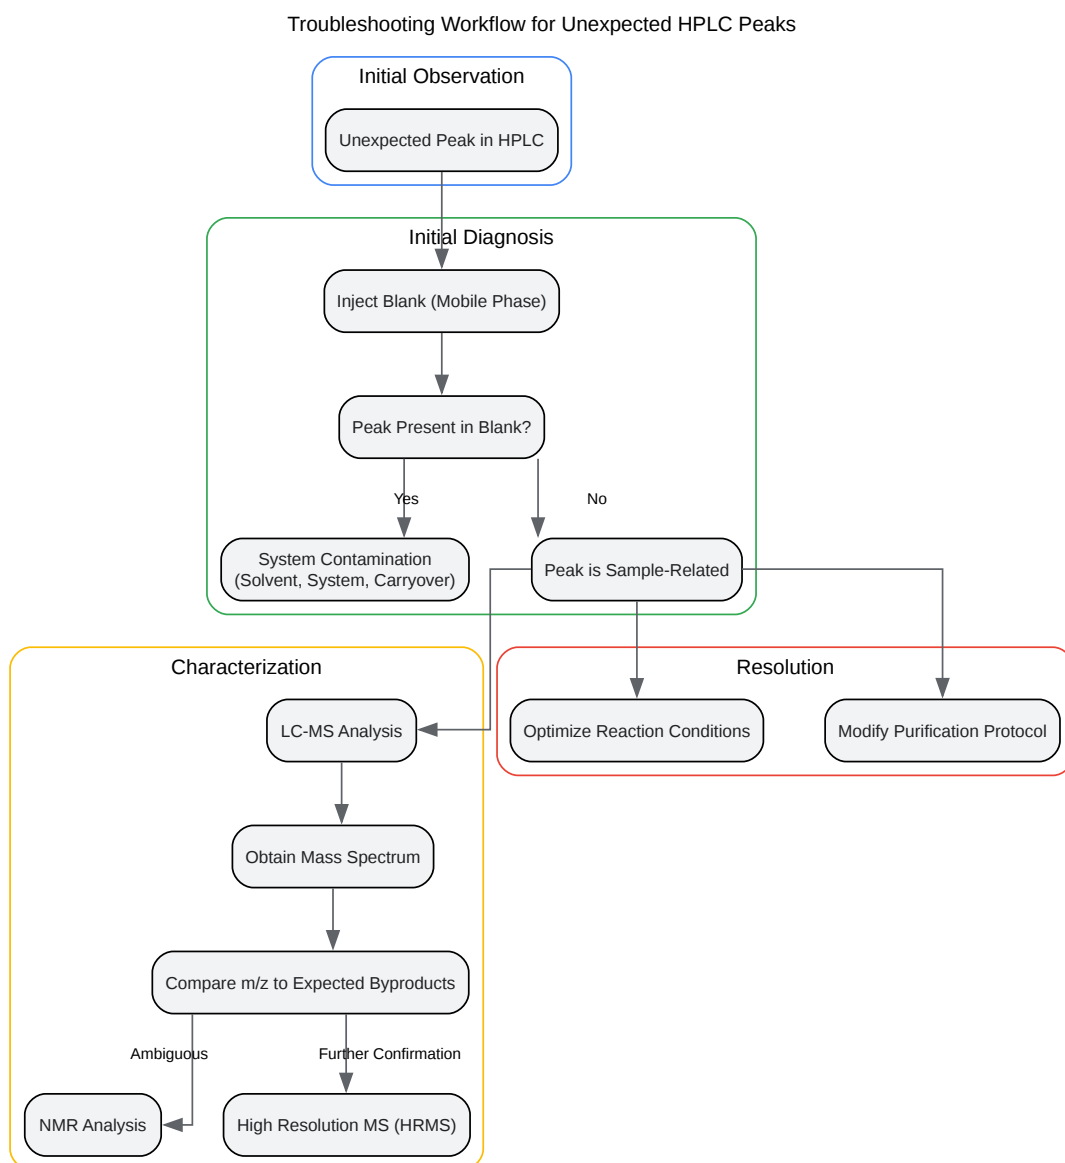 Troubleshooting Workflow for Unexpected HPLC Peaks
Initial Observation
Unexpected Peak in HPLC
Initial Diagnosis
Inject Blank (Mobile Phase)
Peak Present in Blank?
Yes
No
System Contamination
(Solvent, System, Carryover)
Peak is Sample-Related
Characterization
Resolution
LC-MS Analysis
Optimize Reaction Conditions
Modify Purification Protocol
Obtain Mass Spectrum
Compare m/z to Expected Byproducts
Ambiguous
Further Confirmation
NMR Analysis
High Resolution MS (HRMS)